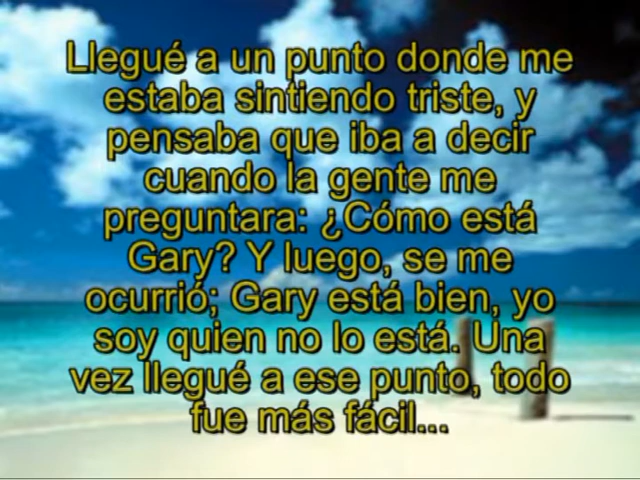 Llegué a un punto donde me
estaba sintiendo triste, y
pensaba que iba a decir
cuando la gente me
preguntara: ¿Cómo está
Gary? Y luego, se me
ocurrió; Gary está bien, yo
soy quien no lo está. Una
vez llegué a ese punto, todo
fue más fácil...